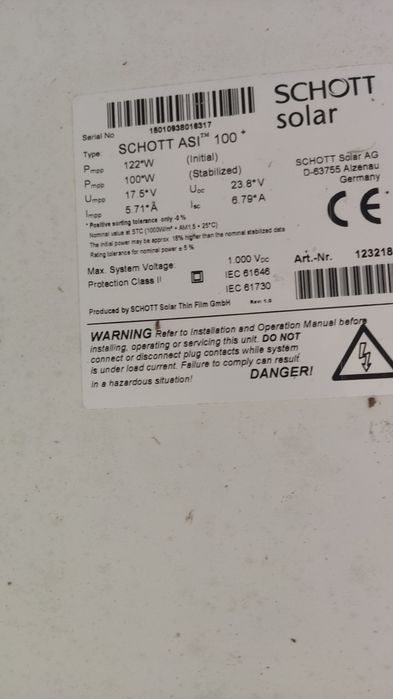 SCHOTT
solar
Serial No
15010938016317
Type: SCHOTT ASI™ 100+
Pmpp 122*W (Initial)
Pmpp 100*W (Stabilized)
Umpp 17.5*V Uoc 23.8*V
Impp 5.71*A Isc 6.79*A
SCHOTT Solar AG
D-63755 Alzenau
Germany
CE
* Positive sorting tolerance only -0 %
Nominal value at STC (1000W/m² • AM1.5 • 25°C)
The initial power may be approx 18% higher than the nominal stabilized data
Rating tolerance for nominal power ± 5 %
Max. System Voltage: 1.000 VDC
Protection Class II IEC 61646
IEC 61730
Art.-Nr. 123218
Produced by SCHOTT Solar Thin Film GmbH Rev: 1.0
WARNING Refer to Installation and Operation Manual before
installing, operating or servicing this unit. DO NOT
connect or disconnect plug contacts while system
is under load current. Failure to comply can result
in a hazardous situation! DANGER!